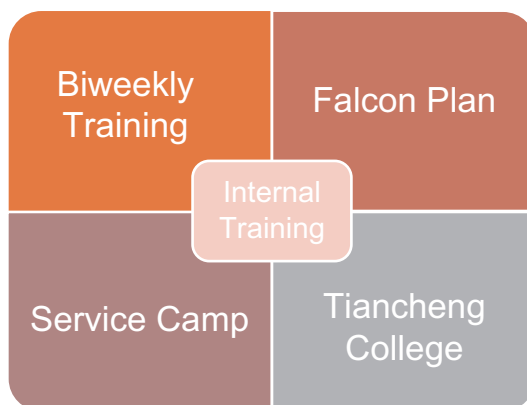 Biweekly
Training
Falcon Plan
Internal
Training
Service Camp
Tiancheng
College